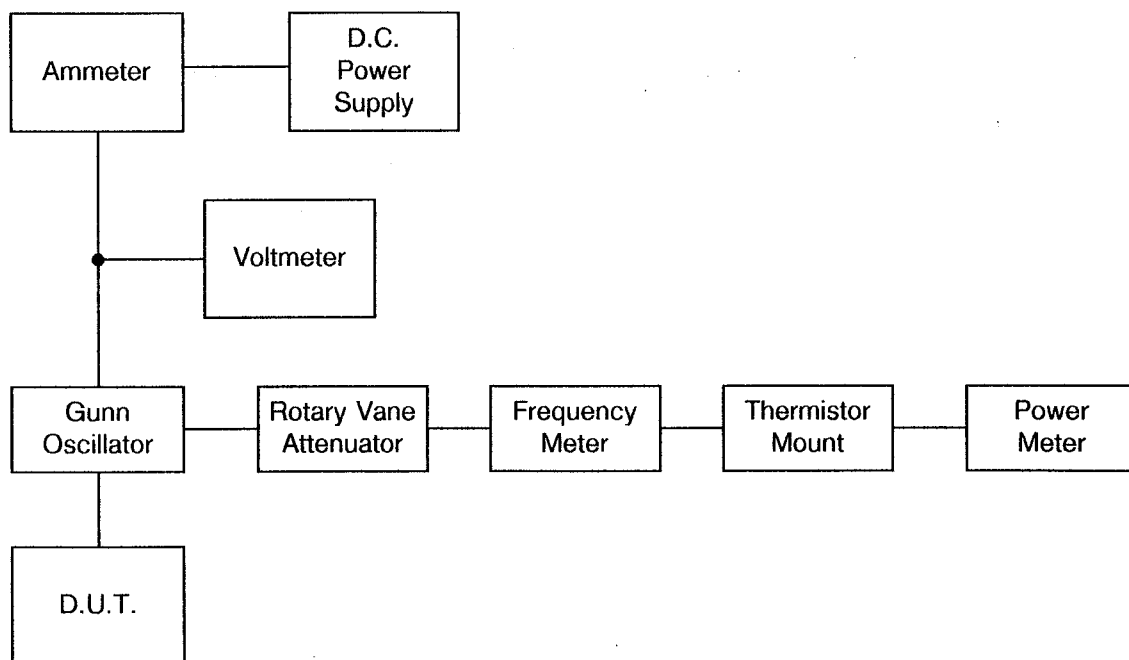 Ammeter
D.C.
Power
Supply
Voltmeter
Gunn
Oscillator
Rotary Vane
Attenuator
Frequency
Meter
Thermistor
Mount
Power
Meter
D.U.T.